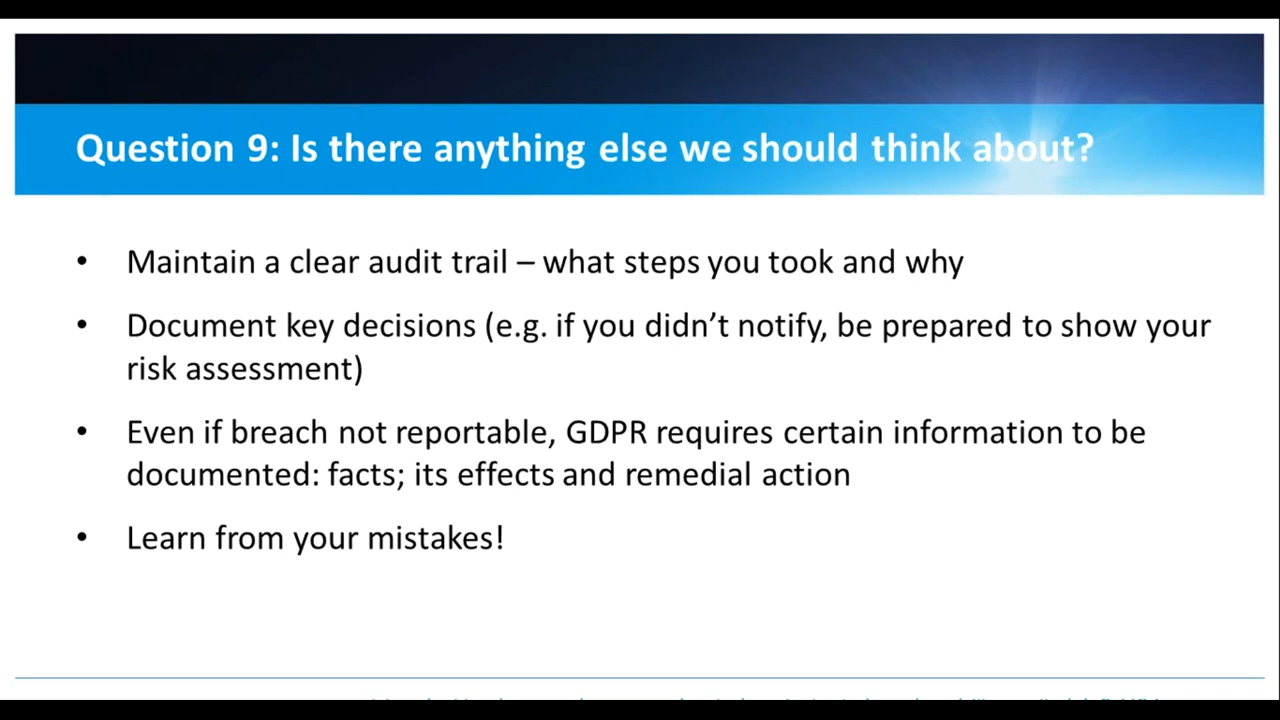 Question 9: Is there anything else we should think about?
• Maintain a clear audit trail – what steps you took and why
• Document key decisions (e.g. if you didn’t notify, be prepared to show your
risk assessment)
• Even if breach not reportable, GDPR requires certain information to be
documented: facts; its effects and remedial action
• Learn from your mistakes!